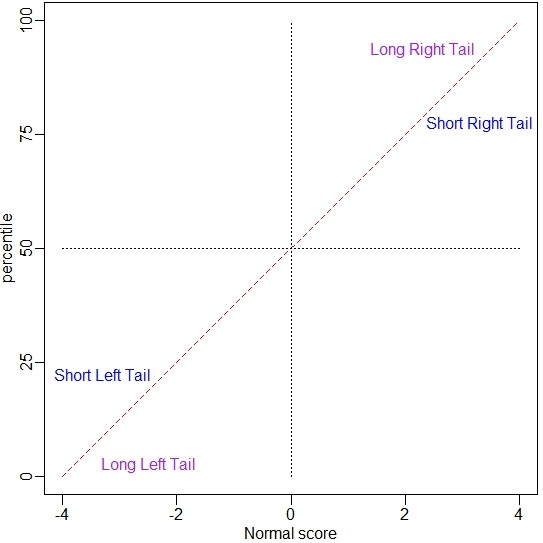 100
Long Right Tail
75
Short Right Tail
percentile
50
25
Short Left Tail
Long Left Tail
0
-4 -2 0 2 4
Normal score